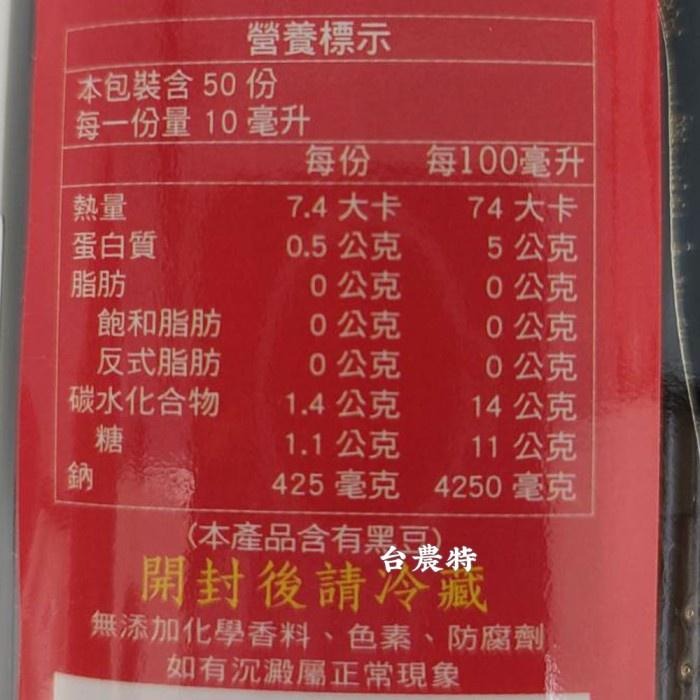 營養標示
本包裝含 50 份
每一份量 10 毫升
每份 每100毫升
熱量 7.4 大卡 74 大卡
蛋白質 0.5 公克 5 公克
脂肪 0 公克 0 公克
飽和脂肪 0 公克 0 公克
反式脂肪 0 公克 0 公克
碳水化合物 1.4 公克 14 公克
糖 1.1 公克 11 公克
鈉 425 毫克 4250 毫克
(本產品含有黑豆)
台農特
開封後請冷藏
無添加化學香料、色素、防腐劑
如有沉澱屬正常現象